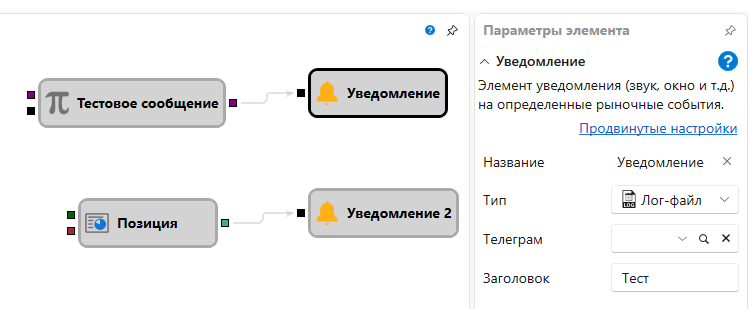 Тестовое сообщение
Уведомление
Позиция
Уведомление 2
Параметры элемента
Уведомление
Элемент уведомления (звук, окно и т.д.)
на определенные рыночные события.
Продвинутые настройки
Название Уведомление
Тип LOG Лог-файл
Телеграм
Заголовок Тест